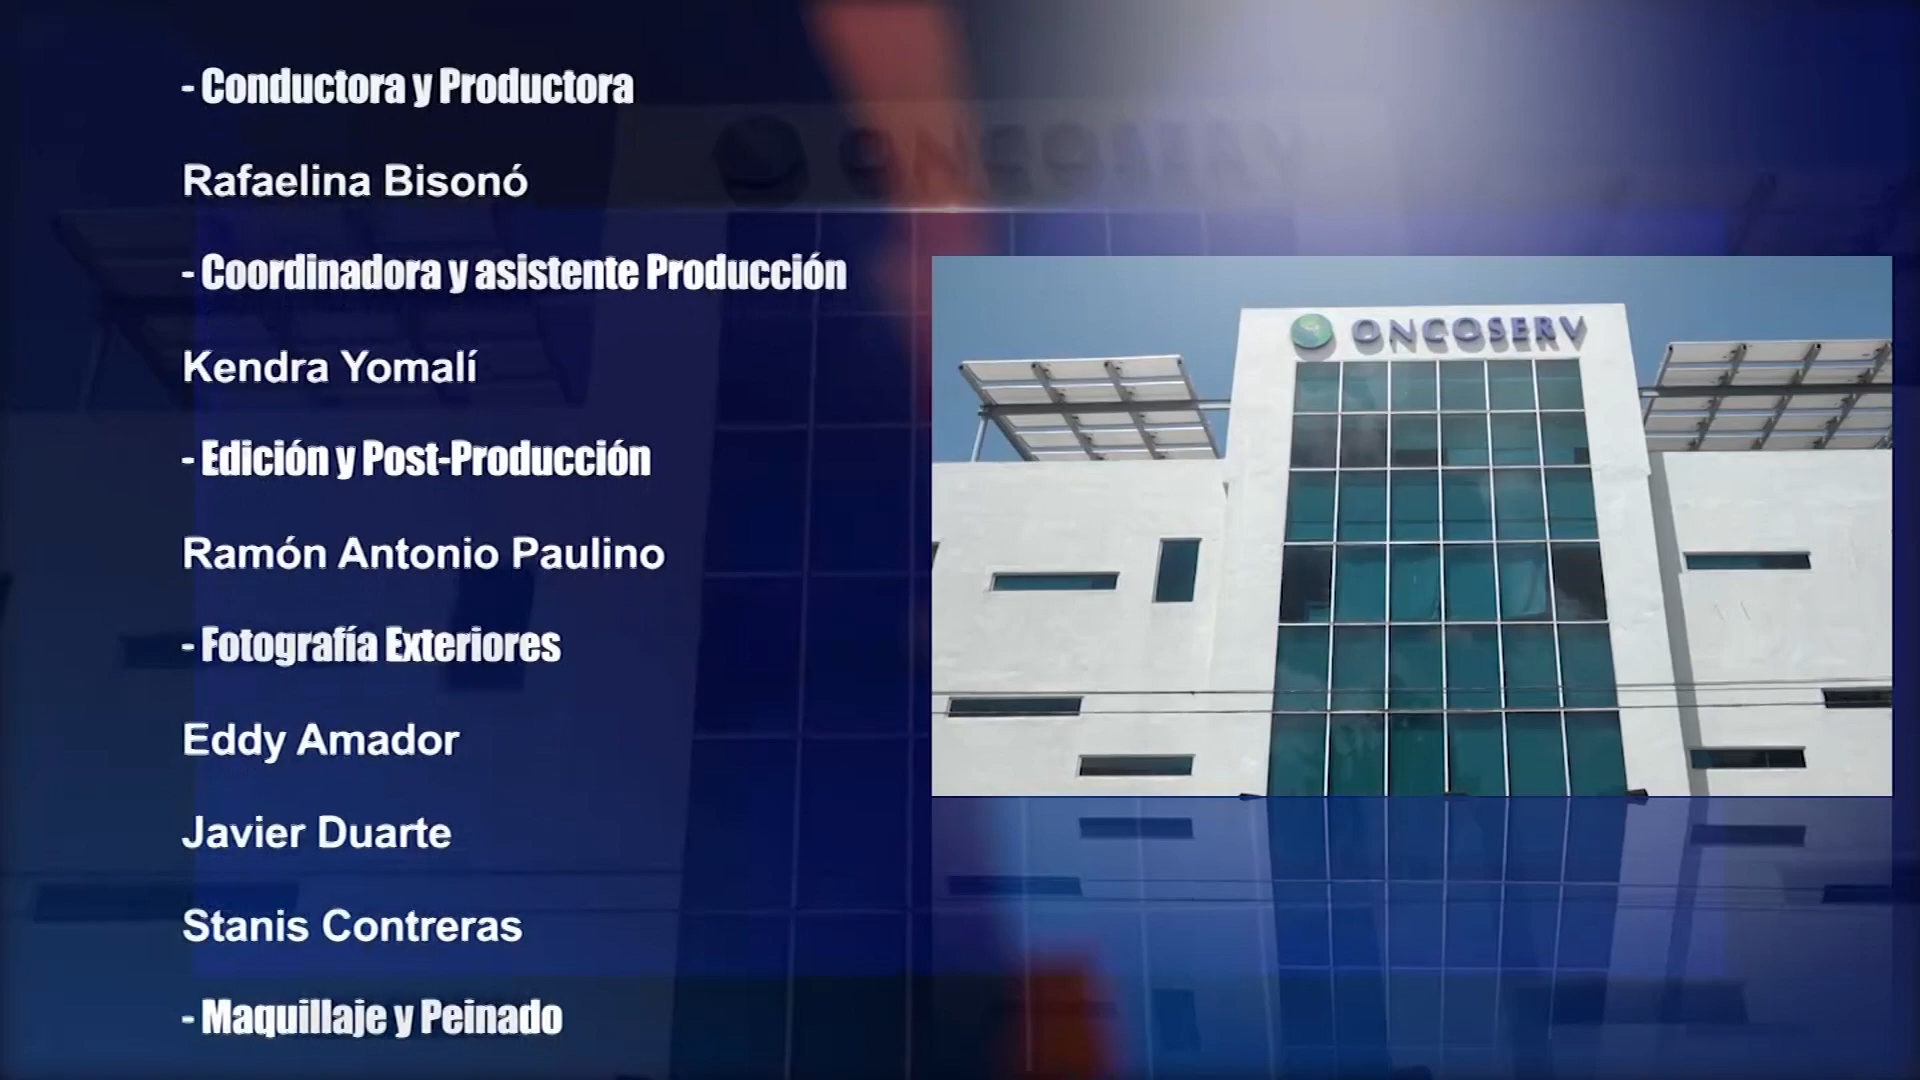 - Conductora y Productora
Rafaelina Bisonó
- Coordinadora y asistente Producción
Kendra Yomalí
- Edición y Post-Producción
Ramón Antonio Paulino
- Fotografía Exteriores
Eddy Amador
Javier Duarte
Stanis Contreras
- Maquillaje y Peinado
ONCOSERV